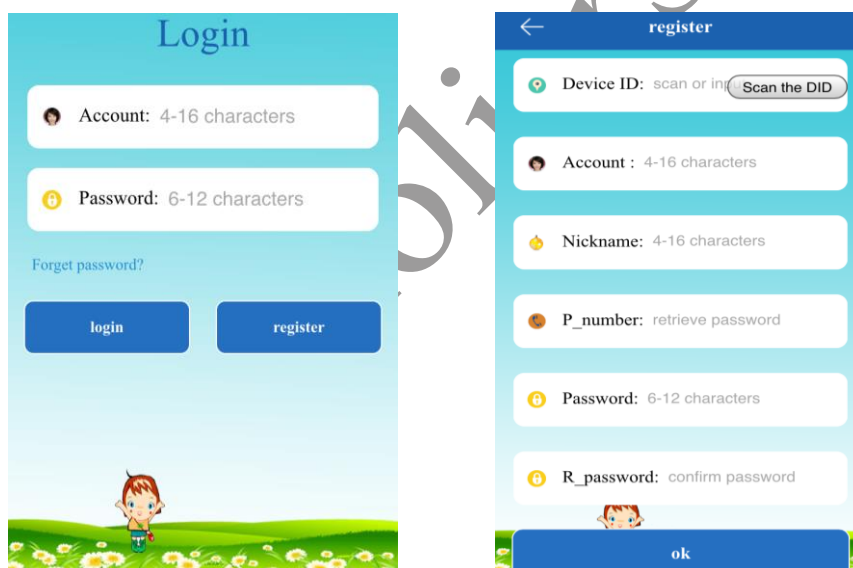 Login
Account: 4-16 characters
Password: 6-12 characters
Forget password?
login
register
register
Device ID: scan or inp
Scan the DID
Account : 4-16 characters
Nickname: 4-16 characters
P_number: retrieve password
Password: 6-12 characters
R_password: confirm password
ok